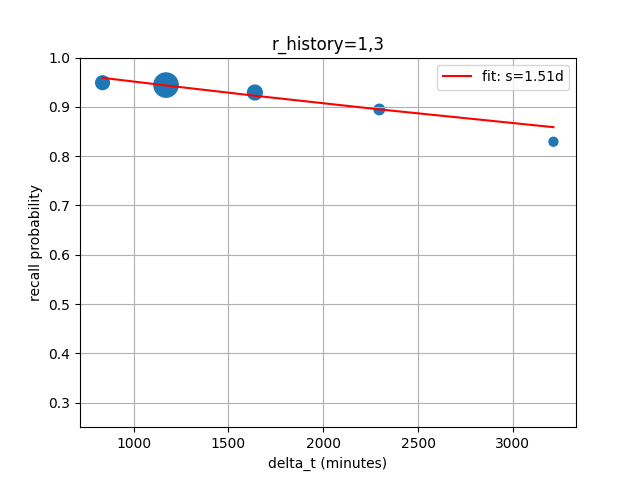 r_history=1,3
fit: s=1.51d
1.0
0.9
0.8
0.7
0.6
0.5
0.4
0.3
recall probability
1000 1500 2000 2500 3000
delta_t (minutes)